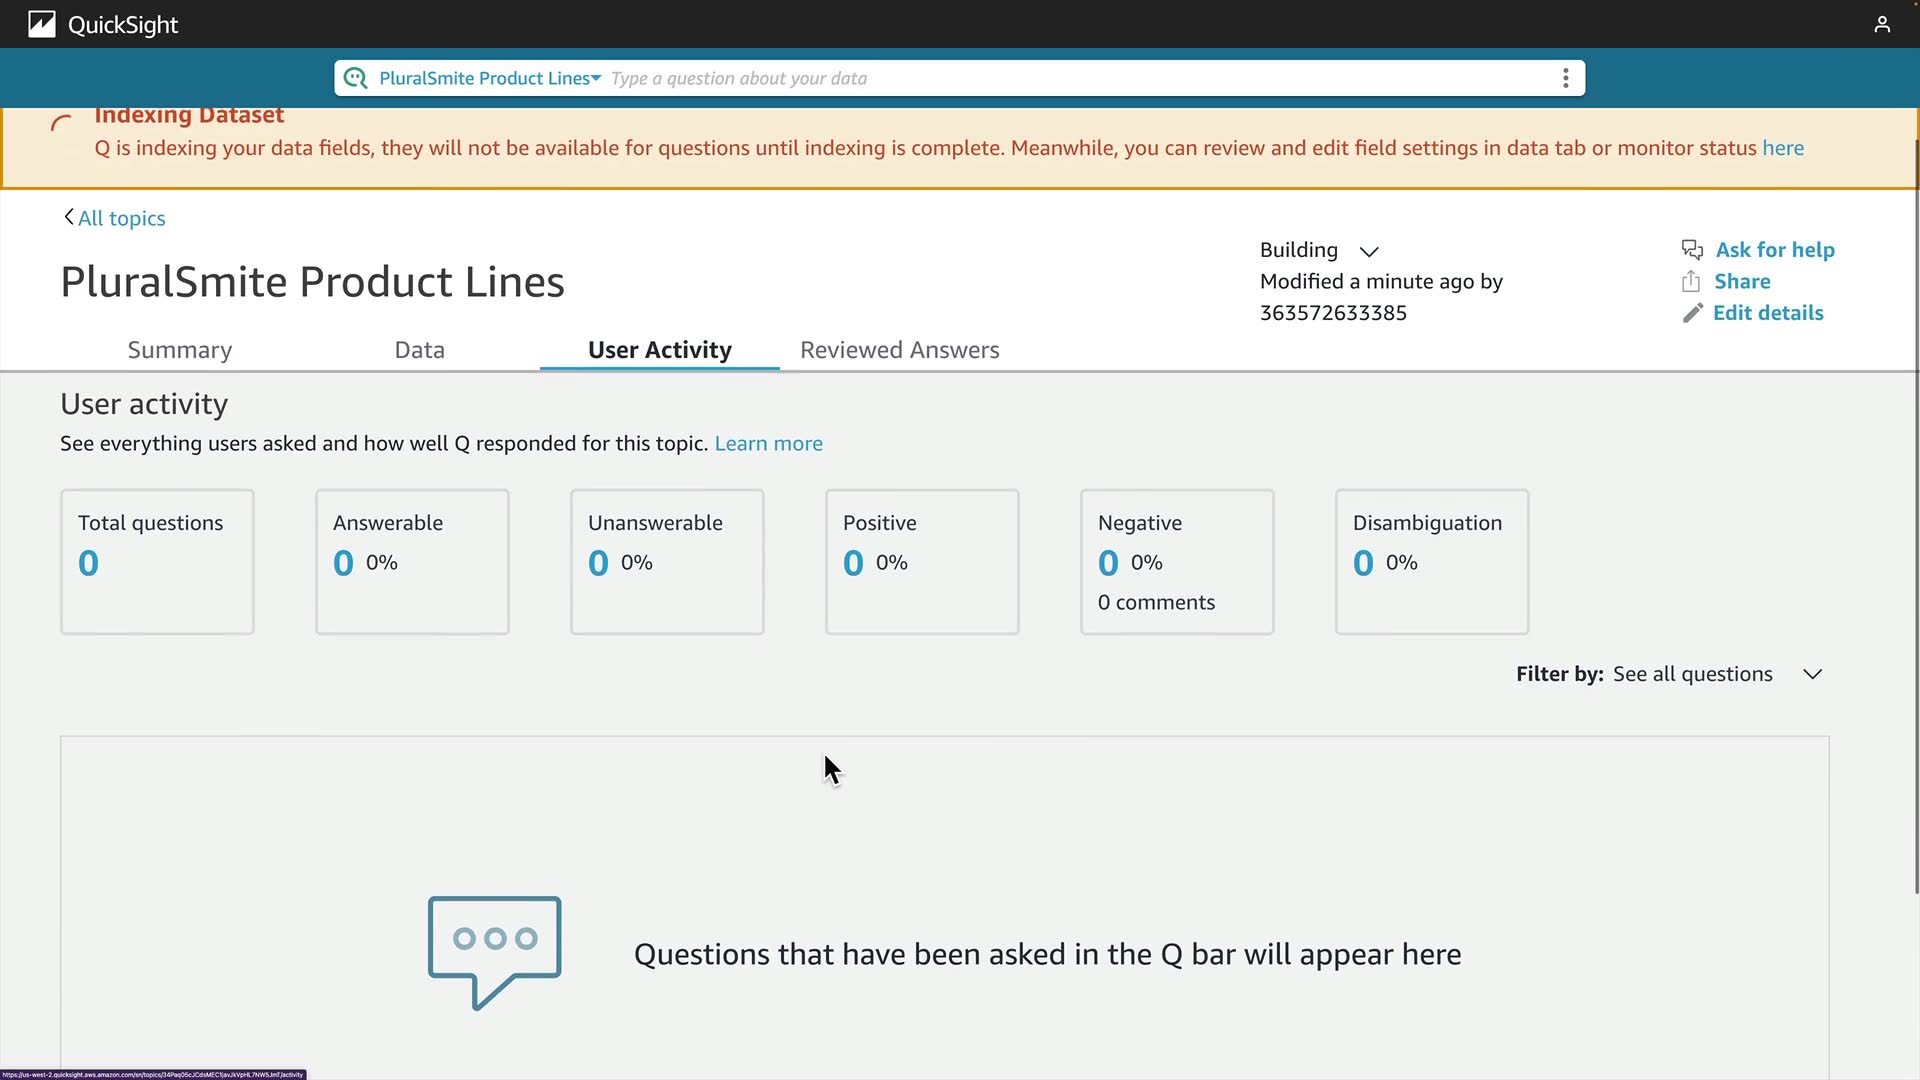 QuickSight
PluralSmite Product Lines Type a question about your data
Indexing Dataset
Q is indexing your data fields, they will not be available for questions until indexing is complete. Meanwhile, you can review and edit field settings in data tab or monitor status here
All topics
PluralSmite Product Lines
Building
Modified a minute ago by
363572633385
Ask for help
Share
Edit details
Summary Data User Activity Reviewed Answers
User activity
See everything users asked and how well Q responded for this topic. Learn more
Total questions
0
Answerable
0 0%
Unanswerable
0 0%
Positive
0 0%
Negative
0 0%
0 comments
Disambiguation
0 0%
Filter by: See all questions
Questions that have been asked in the Q bar will appear here